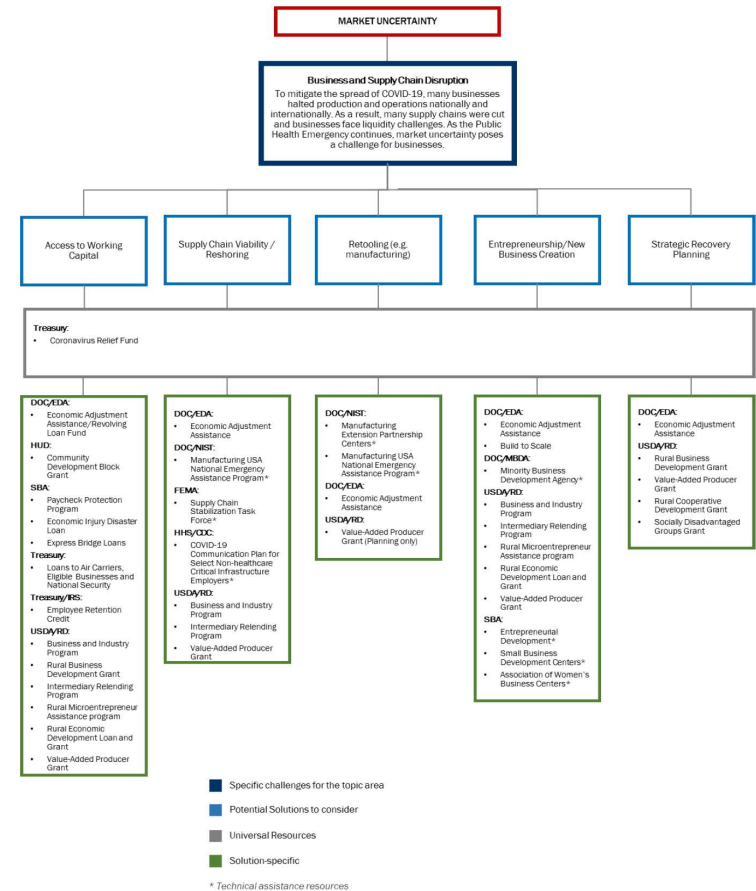 MARKET UNCERTAINTY
Business and Supply Chain Disruption
To mitigate the spread of COVID-19, many businesses
halted production and operations nationally and
internationally. As a result, many supply chains were cut
and businesses face liquidity challenges. As the Public
Health Emergency continues, market uncertainty poses
a challenge for businesses.
Access to Working
Capital
Supply Chain Viability /
Reshoring
Retooling (e.g.
manufacturing)
Entrepreneurship/New
Business Creation
Strategic Recovery
Planning
Treasury:
• Coronavirus Relief Fund
DOC/EDA:
• Economic Adjustment
Assistance/Revolving
Loan Fund
HUD:
• Community
Development Block
Grant
SBA:
• Paycheck Protection
Program
• Economic Injury Disaster
Loan
• Express Bridge Loans
Treasury:
• Loans to Air Carriers,
Eligible Businesses and
National Security
Treasury/IRS:
• Employee Retention
Credit
USDA/RD:
• Business and Industry
Program
• Rural Business
Development Grant
• Intermediary Relending
Program
• Rural Microentrepreneur
Assistance program
• Rural Economic
Development Loan and
Grant
• Value-Added Producer
Grant
DOC/EDA:
• Economic Adjustment
Assistance
DOC/NIST:
• Manufacturing USA
National Emergency
Assistance Program*
FEMA:
• Supply Chain
Stabilization Task
Force*
HHS/CDC:
• COVID-19
Communication Plan for
Select Non-healthcare
Critical Infrastructure
Employers*
USDA/RD:
• Business and Industry
Program
• Intermediary Relending
Program
• Value-Added Producer
Grant
DOC/NIST:
• Manufacturing
Extension Partnership
Centers*
• Manufacturing USA
National Emergency
Assistance Program*
DOC/EDA:
• Economic Adjustment
Assistance
USDA/RD:
• Value-Added Producer
Grant (Planning only)
DOC/EDA:
• Economic Adjustment
Assistance
• Build to Scale
DOC/MBDA:
• Minority Business
Development Agency*
USDA/RD:
• Business and Industry
Program
• Intermediary Relending
Program
• Rural Microentrepreneur
Assistance program
• Rural Economic
Development Loan and
Grant
• Value-Added Producer
Grant
SBA:
• Entrepreneurial
Development*
• Small Business
Development Centers*
• Association of Women's
Business Centers*
DOC/EDA:
• Economic Adjustment
Assistance
USDA/RD:
• Rural Business
Development Grant
• Value-Added Producer
Grant
• Rural Cooperative
Development Grant
• Socially Disadvantaged
Groups Grant
Specific challenges for the topic area
Potential Solutions to consider
Universal Resources
Solution-specific
* Technical assistance resources